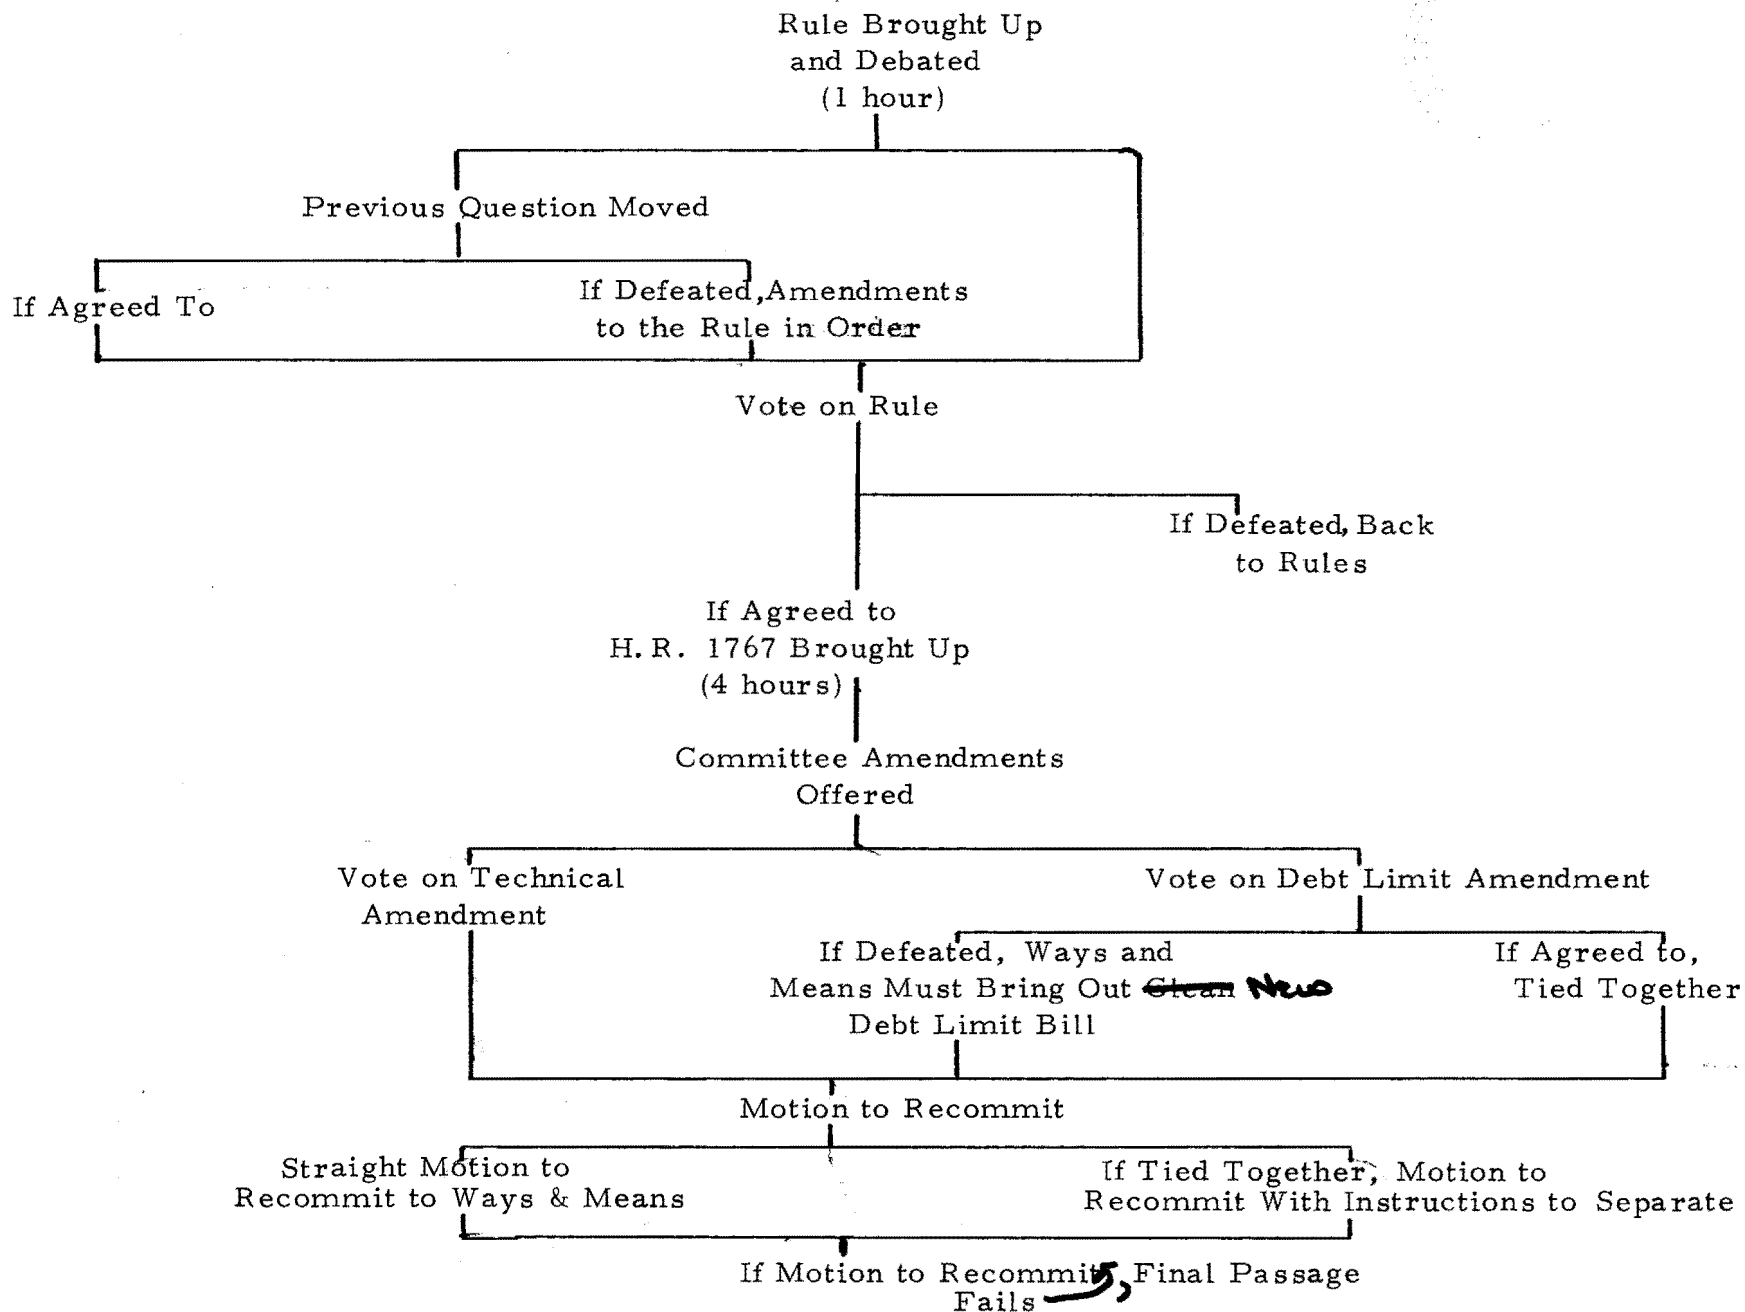 Rule Brought Up
and Debated
(1 hour)
Previous Question Moved
If Agreed To
If Defeated, Amendments
to the Rule in Order
Vote on Rule
If Defeated, Back
to Rules
If Agreed to
H.R. 1767 Brought Up
(4 hours)
Committee Amendments
Offered
Vote on Technical
Amendment
Vote on Debt Limit Amendment
If Defeated, Ways and
Means Must Bring Out Clean New
Debt Limit Bill
If Agreed to,
Tied Together
Motion to Recommit
Straight Motion to
Recommit to Ways & Means
If Tied Together, Motion to
Recommit With Instructions to Separate
If Motion to Recommit, Final Passage
Fails